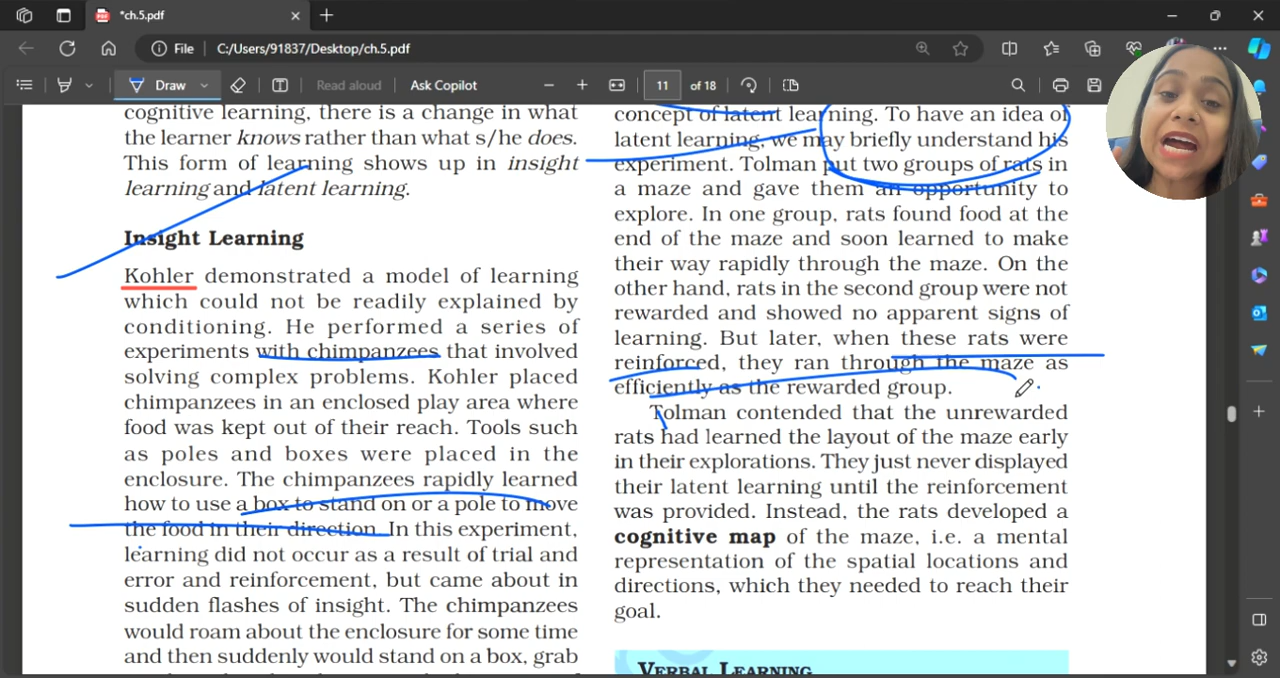 *ch.5.pdf
File
C:/Users/91837/Desktop/ch.5.pdf
Draw
Read aloud
Ask Copilot
11
of 18
cognitive learning, there is a change in what
the learner knows rather than what s/he does.
This form of learning shows up in insight
learning and latent learning.
Insight Learning
Kohler demonstrated a model of learning
which could not be readily explained by
conditioning. He performed a series of
experiments with chimpanzees that involved
solving complex problems. Kohler placed
chimpanzees in an enclosed play area where
food was kept out of their reach. Tools such
as poles and boxes were placed in the
enclosure. The chimpanzees rapidly learned
how to use a box to stand on or a pole to move
the food in their direction. In this experiment,
learning did not occur as a result of trial and
error and reinforcement, but came about in
sudden flashes of insight. The chimpanzees
would roam about the enclosure for some time
and then suddenly would stand on a box, grab
concept of latent learning. To have an idea of
latent learning, we may briefly understand his
experiment. Tolman put two groups of rats in
a maze and gave them an opportunity to
explore. In one group, rats found food at the
end of the maze and soon learned to make
their way rapidly through the maze. On the
other hand, rats in the second group were not
rewarded and showed no apparent signs of
learning. But later, when these rats were
reinforced, they ran through the maze as
efficiently as the rewarded group.
Tolman contended that the unrewarded
rats had learned the layout of the maze early
in their explorations. They just never displayed
their latent learning until the reinforcement
was provided. Instead, the rats developed a
cognitive map of the maze, i.e. a mental
representation of the spatial locations and
directions, which they needed to reach their
goal.
VERBAL LEARNING